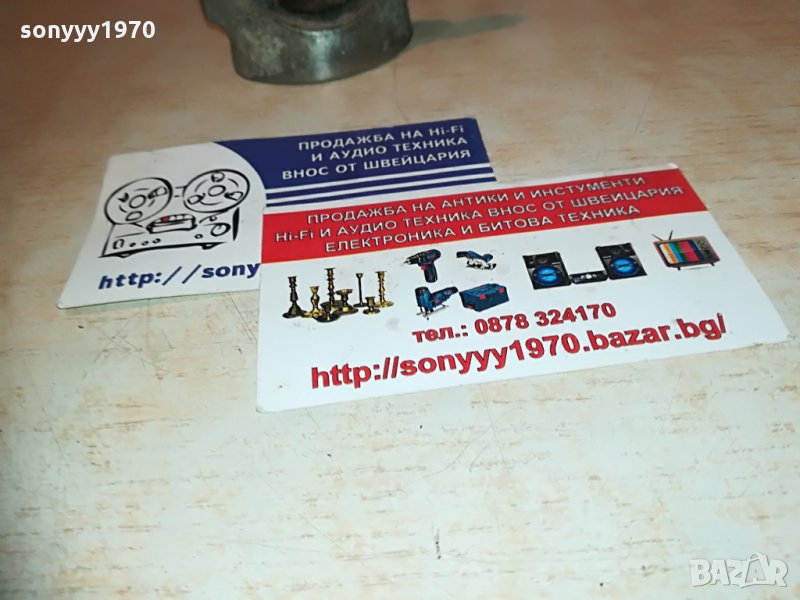 sonyyy1970
ПРОДАЖБА НА Hi-Fi
И АУДИО ТЕХНИКА
ВНОС ОТ ШВЕЙЦАРИЯ
http://sony
ПРОДАЖБА НА АНТИКИ И ИНСТУМЕНТИ
Hi-Fi И АУДИО ТЕХНИКА ВНОС ОТ ШВЕЙЦАРИЯ
ЕЛЕКТРОНИКА И БИТОВА ТЕХНИКА
тел.: 0878 324170
http://sonyyy1970.bazar.bg/
BAZAR